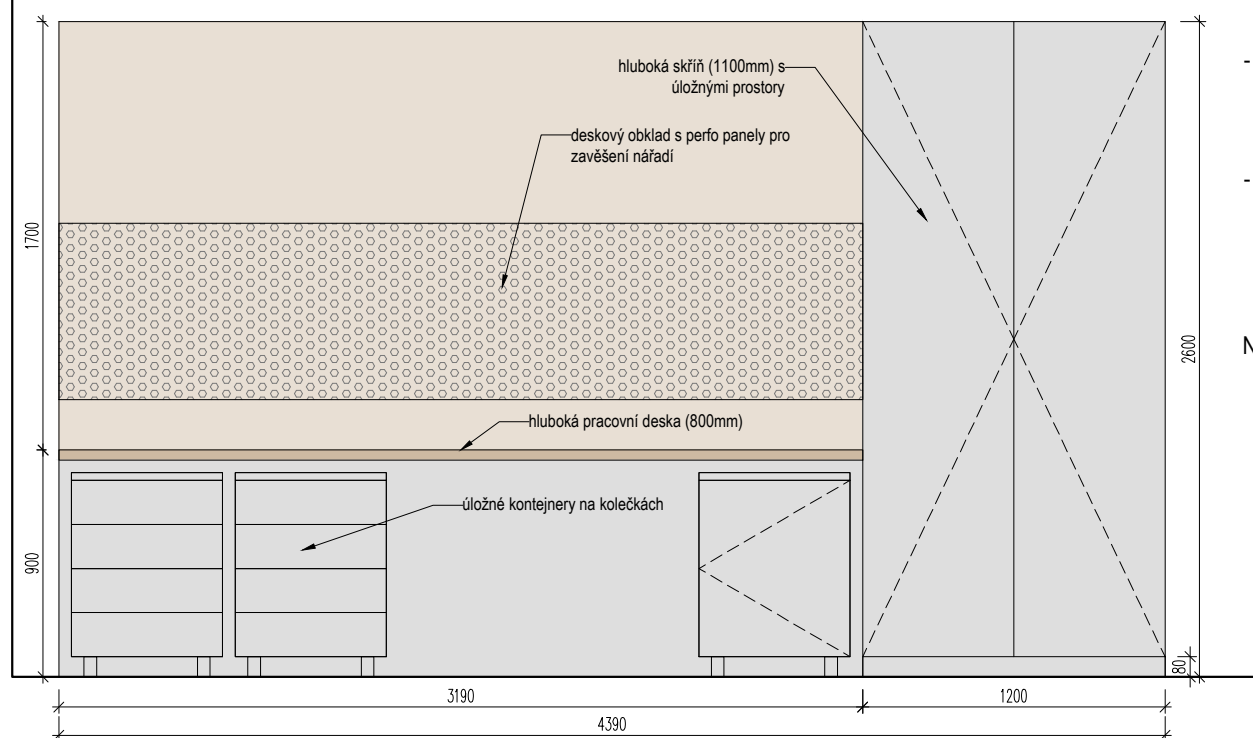 hluboká skříň (1100mm) s
úložnými prostory
deskový obklad s perfo panely pro
zavěšení nářadí
1700
2600
hluboká pracovní deska (800mm)
úložné kontejnery na kolečkách
900
80
3190
1200
4390
-
-
N